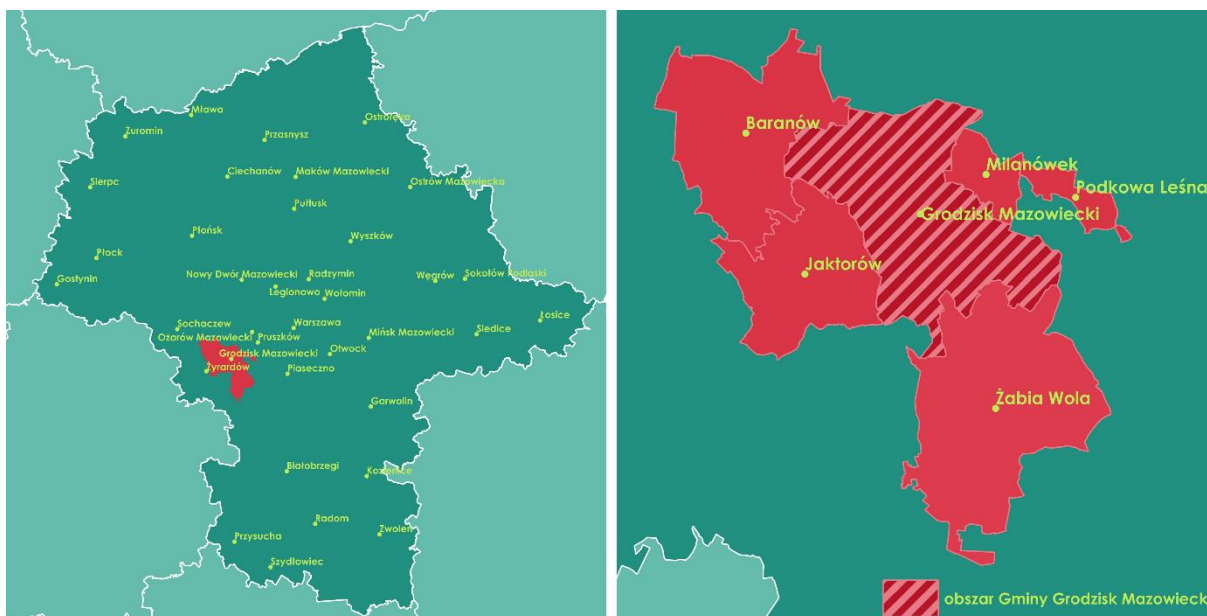 Mława
Ostrołęka
Żuromin
Przasnysz
Ciechanów
Maków Mazowiecki
Sierpc
Ostrów Mazowiecka
Pułtusk
Płońsk
Wyszków
Płock
Nowy Dwór Mazowiecki
Radzymin
Węgrów
Sokołów Podlaski
Gostynin
Legionowo
Wołomin
Łosice
Sochaczew
Warszawa
Ożarów Mazowiecki
Pruszków
Mińsk Mazowiecki
Siedlce
Grodzisk Mazowiecki
Otwock
Żyrardów
Piaseczno
Garwolin
Białobrzegi
Kozienice
Radom
Zwoleń
Przysucha
Szydłowiec
Baranów
Milanówek
Podkowa Leśna
Grodzisk Mazowiecki
Jaktorów
Żabia Wola
obszar Gminy Grodzisk Mazowieck